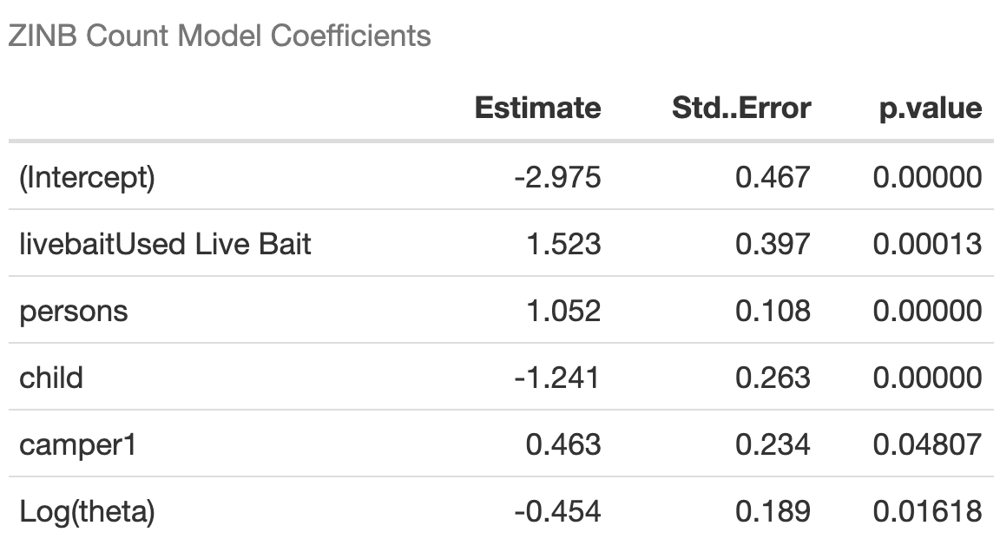 ZINB Count Model Coefficients
Estimate Std..Error p.value
(Intercept) -2.975 0.467 0.00000
livebaitUsed Live Bait 1.523 0.397 0.00013
persons 1.052 0.108 0.00000
child -1.241 0.263 0.00000
camper1 0.463 0.234 0.04807
Log(theta) -0.454 0.189 0.01618